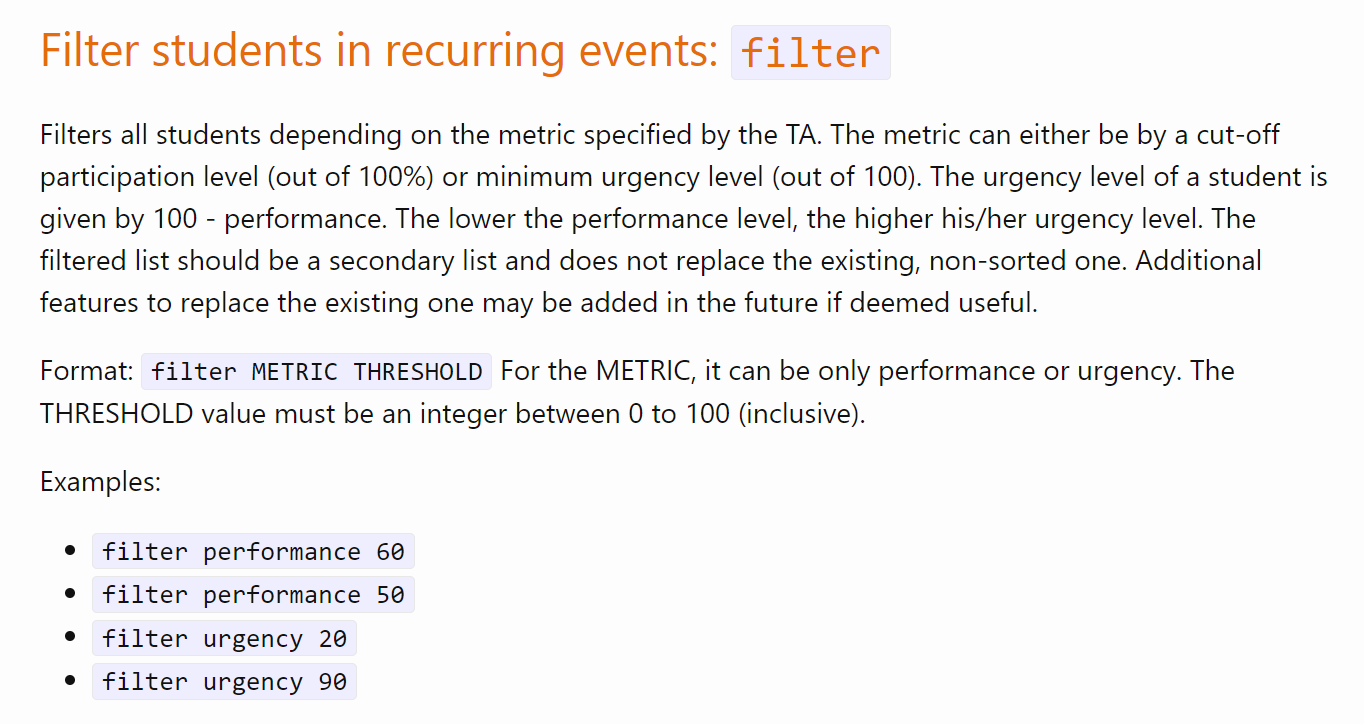 Filter students in recurring events: filter
Filters all students depending on the metric specified by the TA. The metric can either be by a cut-off
participation level (out of 100%) or minimum urgency level (out of 100). The urgency level of a student is
given by 100 - performance. The lower the performance level, the higher his/her urgency level. The
filtered list should be a secondary list and does not replace the existing, non-sorted one. Additional
features to replace the existing one may be added in the future if deemed useful.
Format: filter METRIC THRESHOLD For the METRIC, it can be only performance or urgency. The
THRESHOLD value must be an integer between 0 to 100 (inclusive).
Examples:
• filter performance 60
• filter performance 50
• filter urgency 20
• filter urgency 90